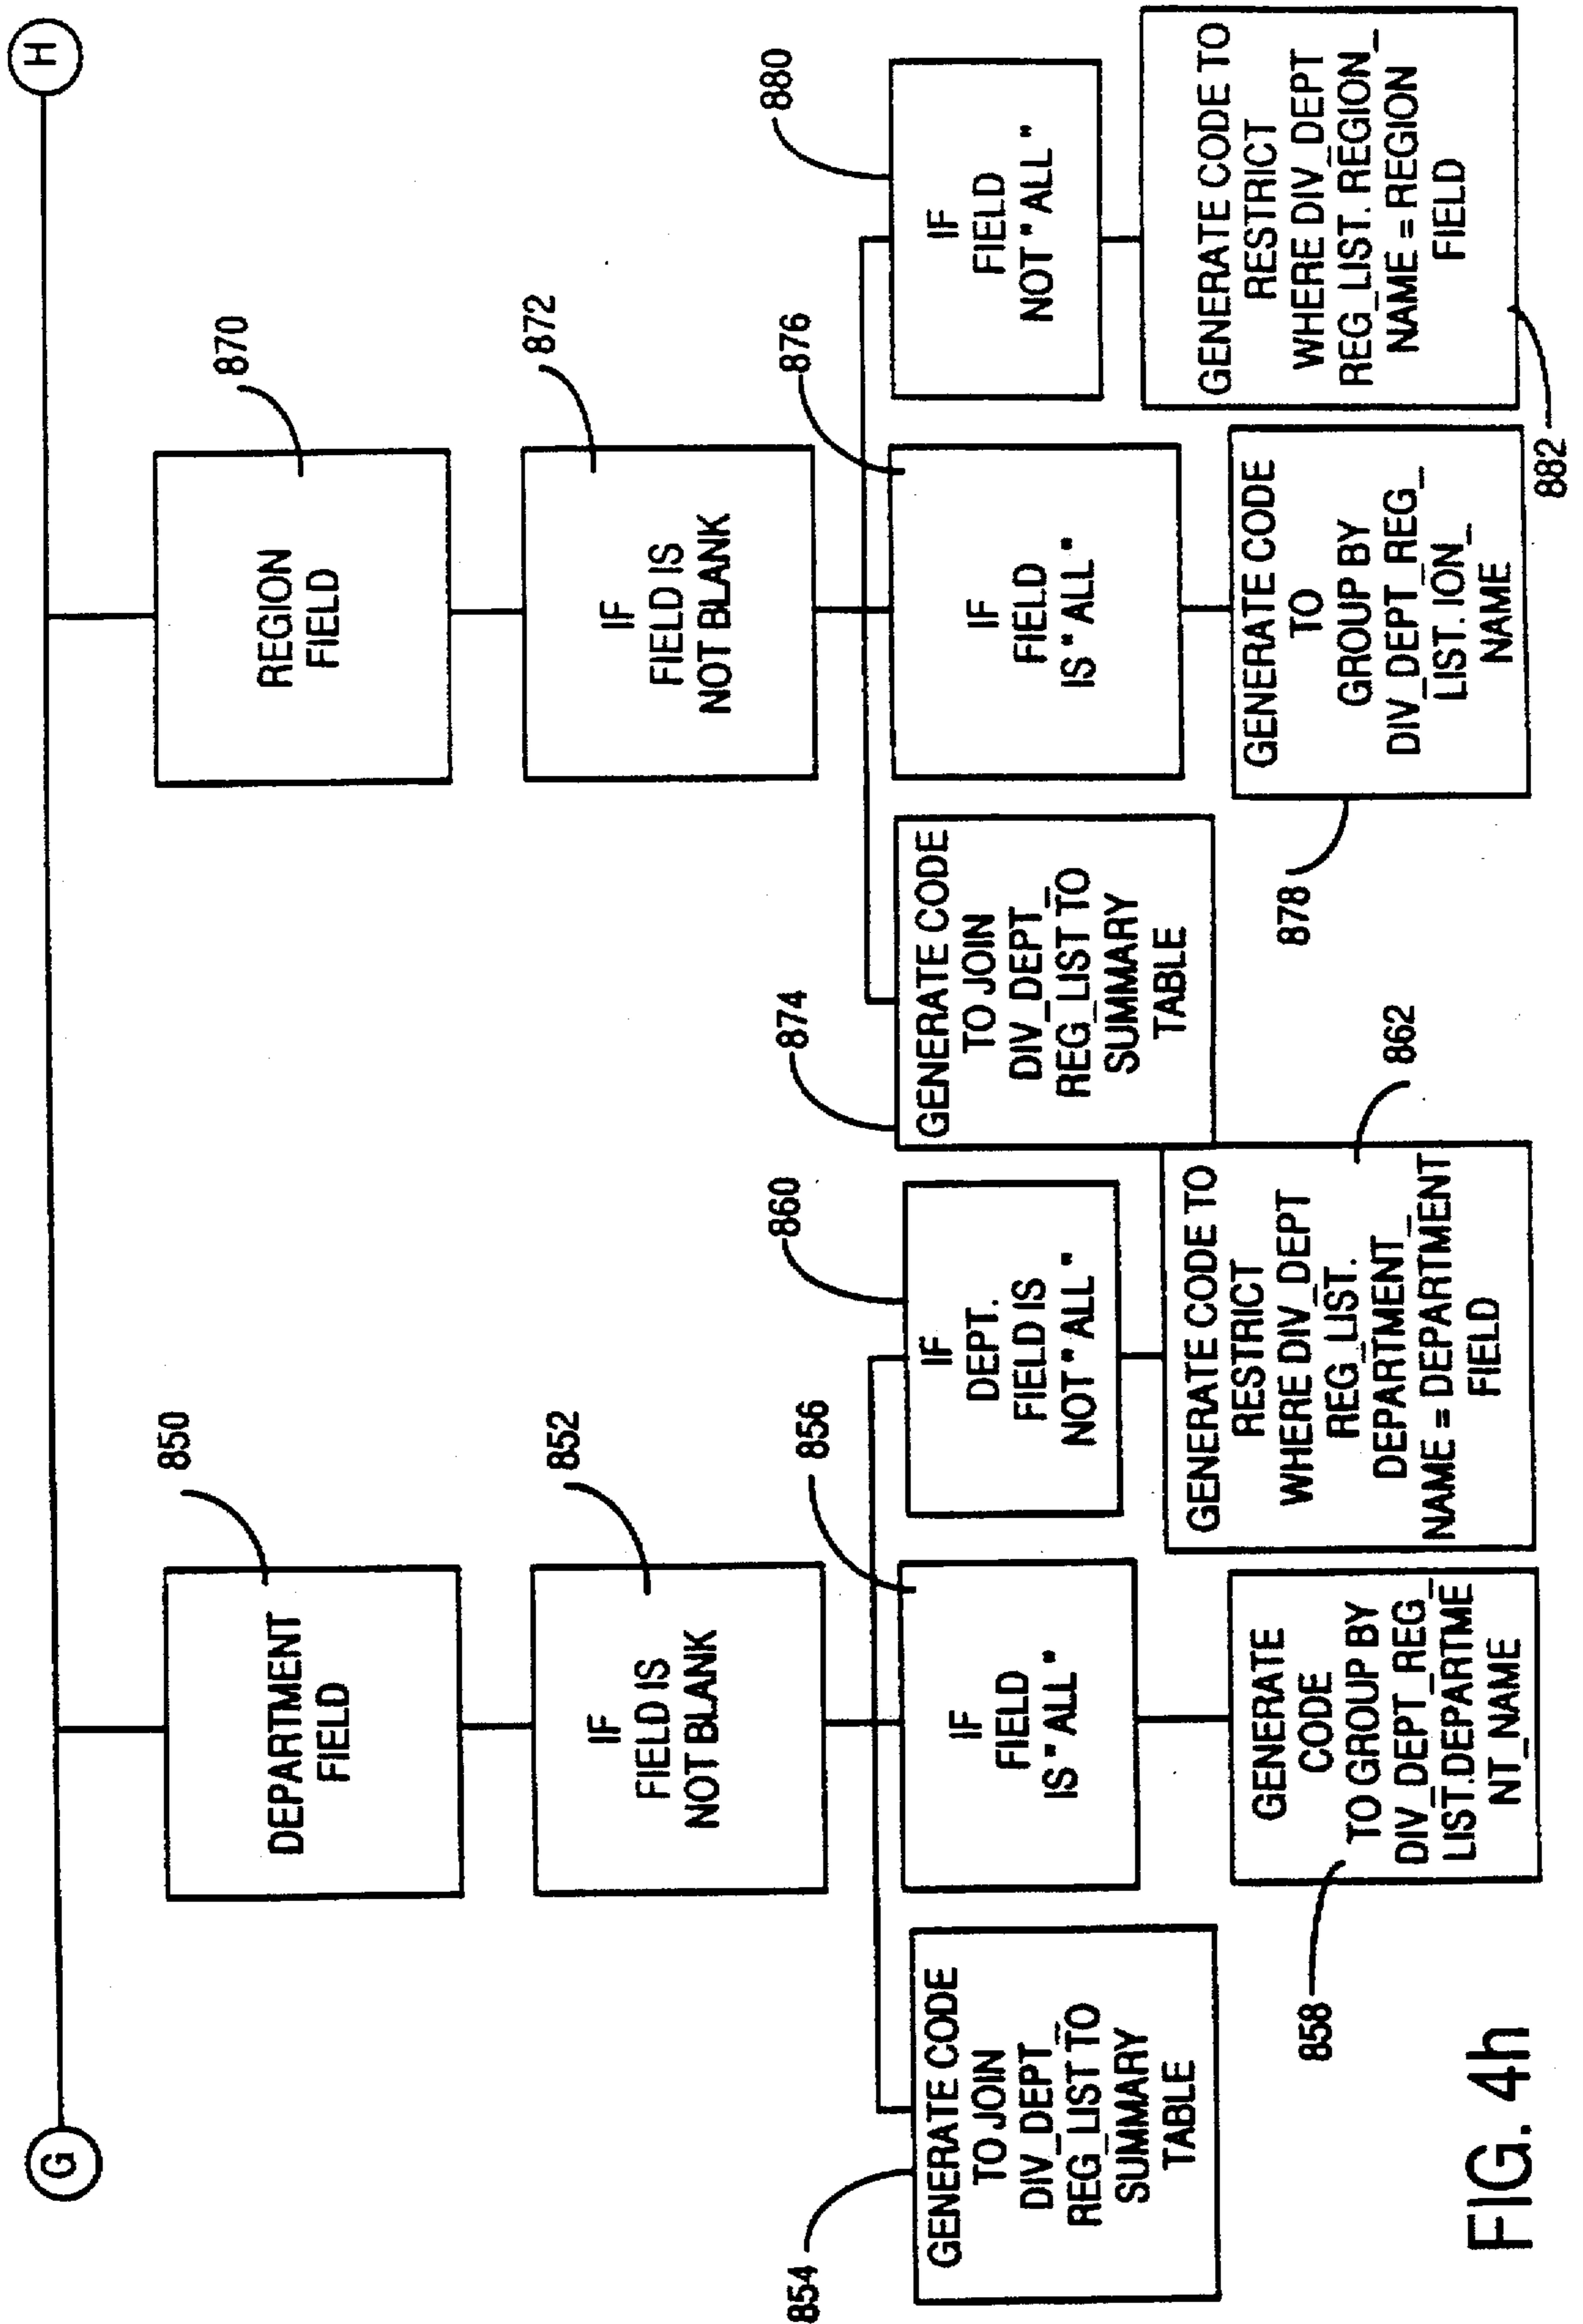 G
H
850
DEPARTMENT
FIELD
852
IF
FIELD IS
NOT BLANK
854
GENERATE CODE
TO JOIN
DIV_DEPT_
REG_LIST TO
SUMMARY
TABLE
856
IF
FIELD
IS "ALL"
858
GENERATE
CODE
TO GROUP BY
DIV_DEPT_REG_
LIST.DEPARTME
NT_NAME
860
IF
DEPT.
FIELD IS
NOT "ALL"
862
GENERATE CODE TO
RESTRICT
WHERE DIV_DEPT
REG_LIST.
DEPARTMENT_
NAME = DEPARTMENT
FIELD
870
REGION
FIELD
872
IF
FIELD IS
NOT BLANK
874
GENERATE CODE
TO JOIN
DIV_DEPT_
REG_LIST TO
SUMMARY
TABLE
876
IF
FIELD
IS "ALL"
878
GENERATE CODE
TO
GROUP BY
DIV_DEPT_REG_
LIST.ION_
NAME
880
IF
FIELD
NOT "ALL"
882
GENERATE CODE TO
RESTRICT
WHERE DIV_DEPT
REG_LIST. REGION_
NAME = REGION
FIELD
FIG. 4h